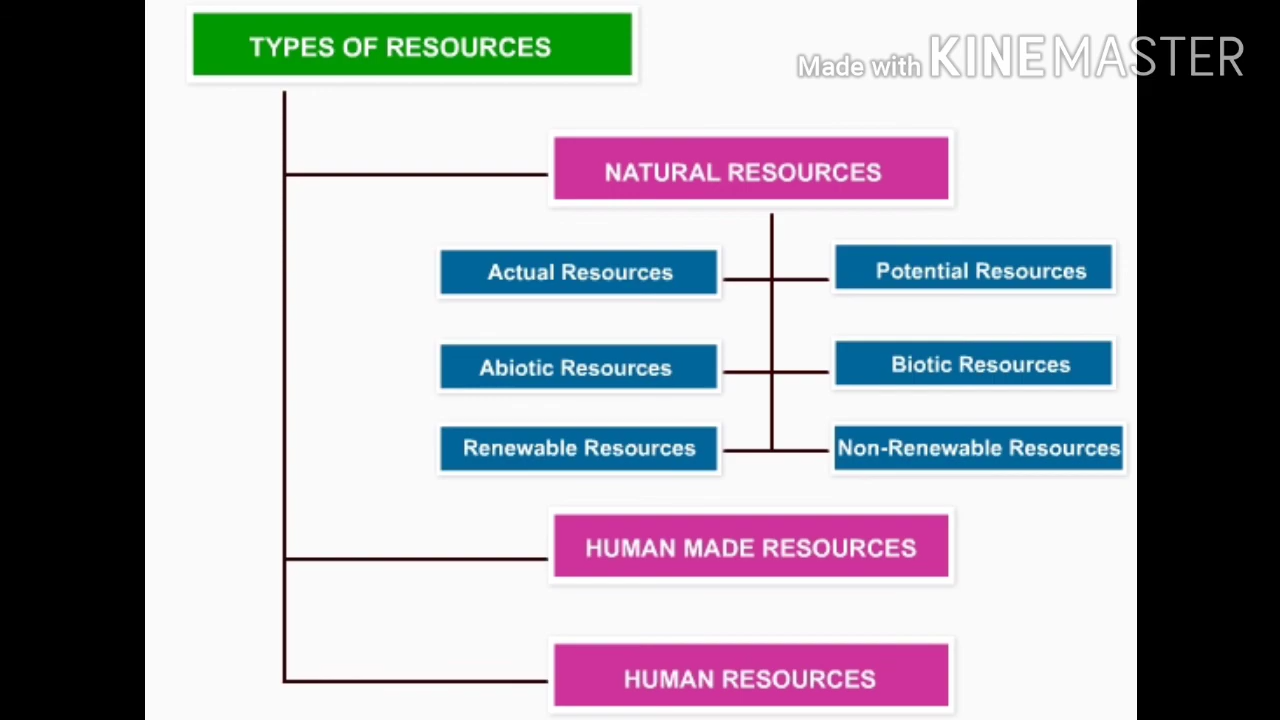 TYPES OF RESOURCES
Made with KINEMASTER
NATURAL RESOURCES
Actual Resources
Potential Resources
Abiotic Resources
Biotic Resources
Renewable Resources
Non-Renewable Resources
HUMAN MADE RESOURCES
HUMAN RESOURCES